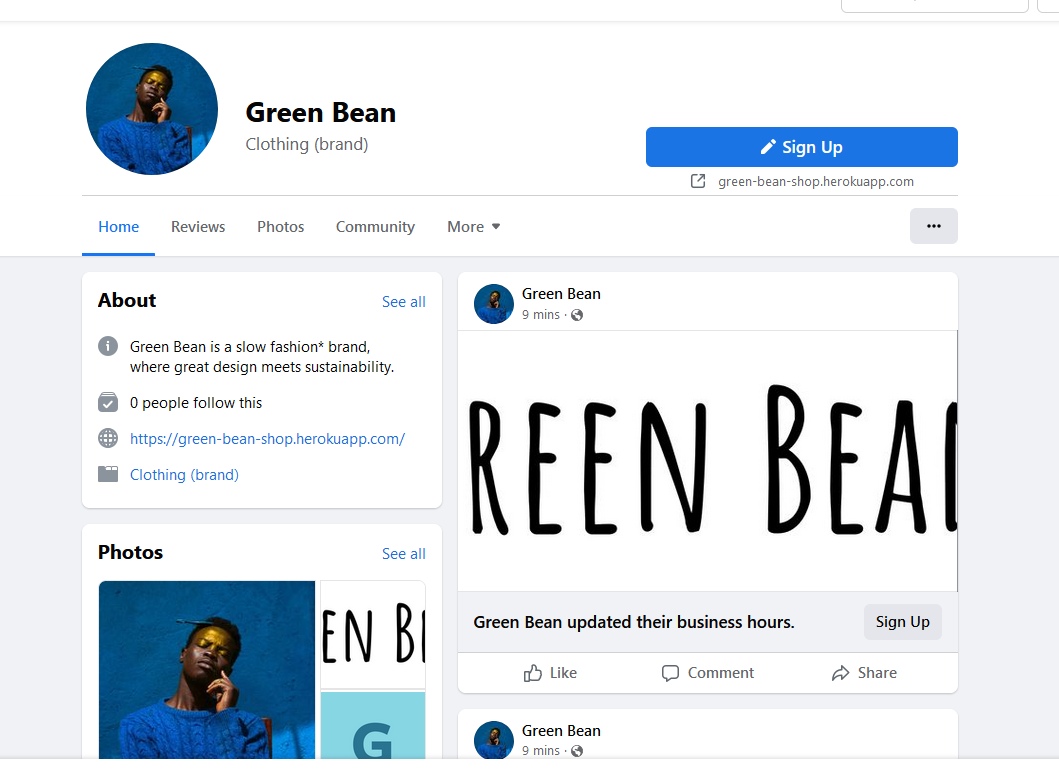 Green Bean
Clothing (brand)
Sign Up
green-bean-shop.herokuapp.com
Home
Reviews
Photos
Community
More
About
See all
Green Bean is a slow fashion* brand,
where great design meets sustainability.
0 people follow this
https://green-bean-shop.herokuapp.com/
Clothing (brand)
Photos
See all
EN B
G
Green Bean
9 mins ·
REEN BEA
Green Bean updated their business hours.
Sign Up
Like
Comment
Share
Green Bean
9 mins ·